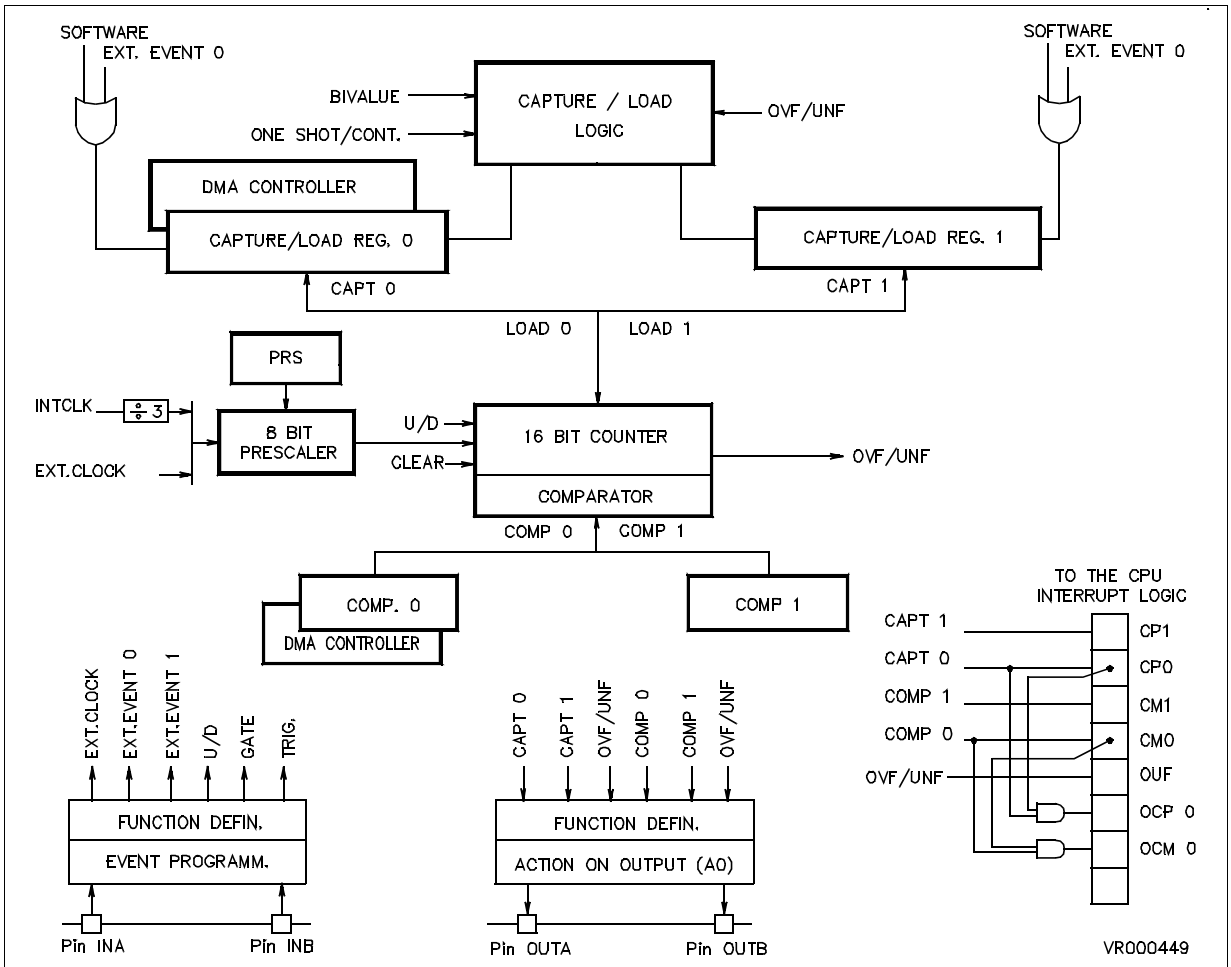 SOFTWARE
EXT. EVENT 0
SOFTWARE
EXT. EVENT 0
BIVALUE
ONE SHOT/CONT.
CAPTURE / LOAD
LOGIC
OVF/UNF
DMA CONTROLLER
CAPTURE/LOAD REG. 0
CAPTURE/LOAD REG. 1
CAPT 0
CAPT 1
LOAD 0
LOAD 1
PRS
INTCLK
÷ 3
8 BIT
PRESCALER
EXT.CLOCK
U/D
CLEAR
16 BIT COUNTER
COMPARATOR
OVF/UNF
COMP 0
COMP 1
COMP. 0
DMA CONTROLLER
COMP 1
TO THE CPU
INTERRUPT LOGIC
CAPT 1
CP1
CAPT 0
CP0
COMP 1
CM1
COMP 0
CM0
OVF/UNF
OUF
OCP 0
OCM 0
EXT.CLOCK
EXT.EVENT 0
EXT.EVENT 1
U/D
GATE
TRIG.
FUNCTION DEFIN.
EVENT PROGRAMM.
Pin INA
Pin INB
CAPT 0
CAPT 1
OVF/UNF
COMP 0
COMP 1
OVF/UNF
FUNCTION DEFIN.
ACTION ON OUTPUT (AO)
Pin OUTA
Pin OUTB
VR000449